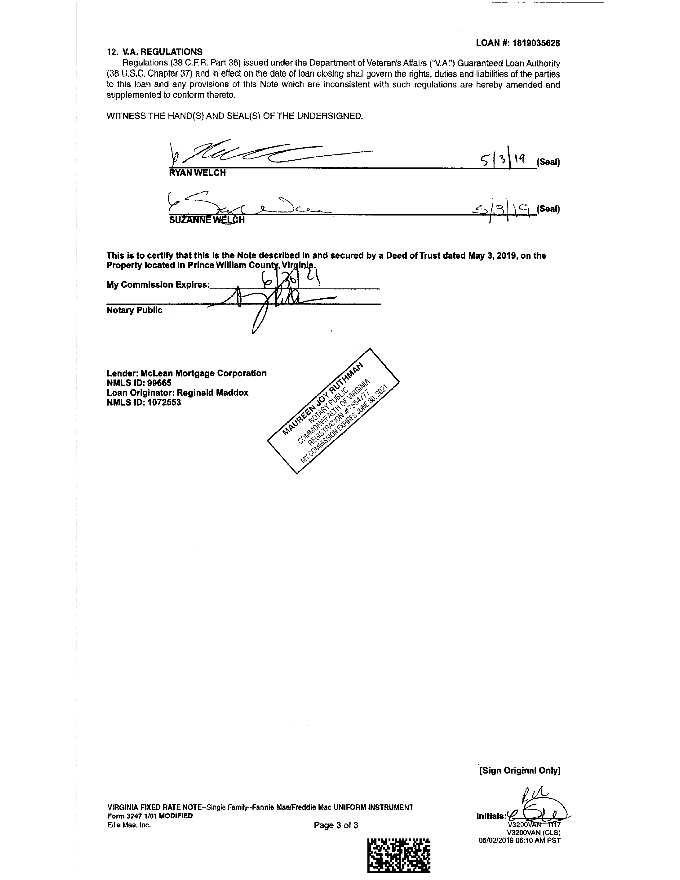 LOAN #: 1819035628
12. V.A. REGULATIONS
Regulations (38 C.F.R. Part 36) issued under the Department of Veteran's Affairs ("V.A.") Guaranteed Loan Authority
(38 U.S.C. Chapter 37) and in effect on the date of loan closing shall govern the rights, duties and liabilities of the parties
to this loan and any provisions of this Note which are inconsistent with such regulations are hereby amended and
supplemented to conform thereto.
WITNESS THE HAND(S) AND SEAL(S) OF THE UNDERSIGNED.
5/3/19 (Seal)
RYAN WELCH
5/3/19 (Seal)
SUZANNE WELCH
This is to certify that this is the Note described in and secured by a Deed of Trust dated May 3, 2019, on the
Property located in Prince William County, Virginia.
My Commission Expires: 6/30/21
Notary Public
Lender: McLean Mortgage Corporation
NMLS ID: 99665
Loan Originator: Reginald Maddox
NMLS ID: 1072553
MAUREEN JOY RUTHMAN
NOTARY PUBLIC
COMMONWEALTH OF VIRGINIA
REGISTRATION #
MY COMMISSION EXPIRES JUNE 30, 2021
[Sign Original Only]
VIRGINIA FIXED RATE NOTE--Single Family--Fannie Mae/Freddie Mac UNIFORM INSTRUMENT
Form 3247 1/01 MODIFIED
Ellie Mae, Inc.
Page 3 of 3
Initials:
V3200VAN 1117
V3200VAN (CLS)
05/02/2019 06:10 AM PST